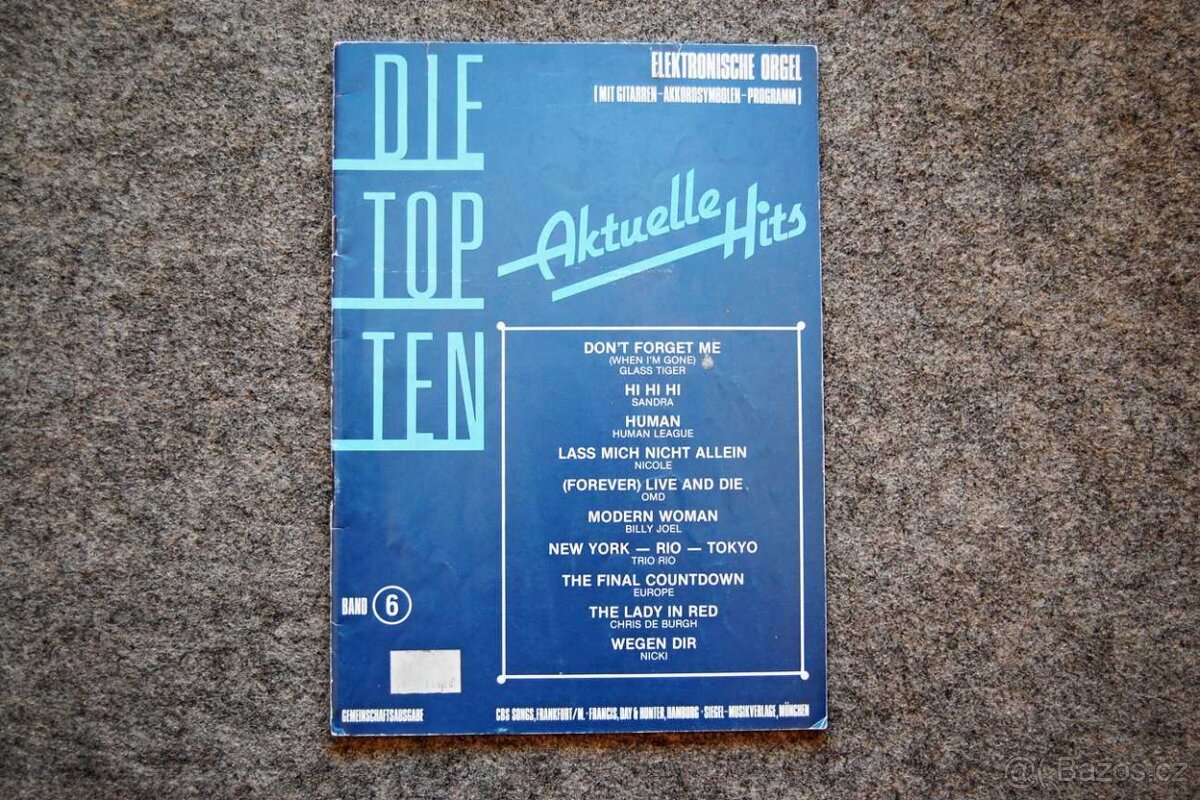 DIE
TOP
TEN
ELEKTRONISCHE ORGEL
(MIT GITARREN-AKKORDSYMBOLEN-PROGRAMM)
Aktuelle Hits
DON'T FORGET ME
(WHEN I'M GONE)
GLASS TIGER
HI HI HI
SANDRA
HUMAN
HUMAN LEAGUE
LASS MICH NICHT ALLEIN
NICOLE
(FOREVER) LIVE AND DIE
OMD
MODERN WOMAN
BILLY JOEL
NEW YORK — RIO — TOKYO
TRIO RIO
THE FINAL COUNTDOWN
EUROPE
THE LADY IN RED
CHRIS DE BURGH
WEGEN DIR
NICKI
BAND 6
GEMEINSCHAFTSAUSGABE
CBS SONGS, FRANKFURT/M. - FRANCIS, DAY & HUNTER, HAMBURG · SIEGEL - MUSIKVERLAGE, MÜNCHEN
Bazos.cz